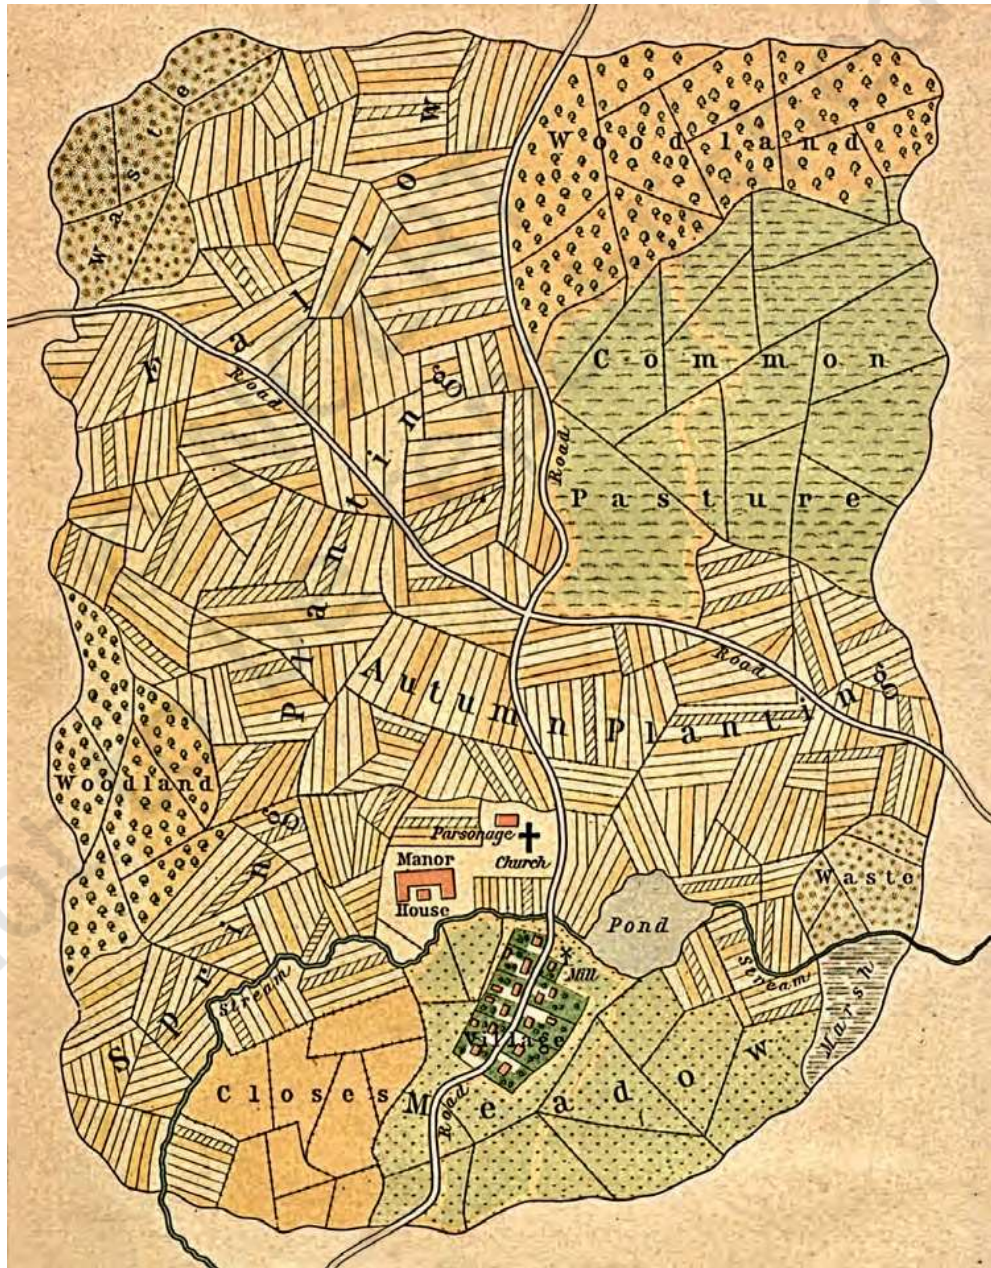 Waste
Fallow
Woodland
Road
Road
Common
Pasture
Spring Planting
Autumn Planting
Road
Woodland
Parsonage
Church
Manor
House
Waste
Pond
Stream
Mill
Stream
Marsh
Village
Closes
Meadow
Road